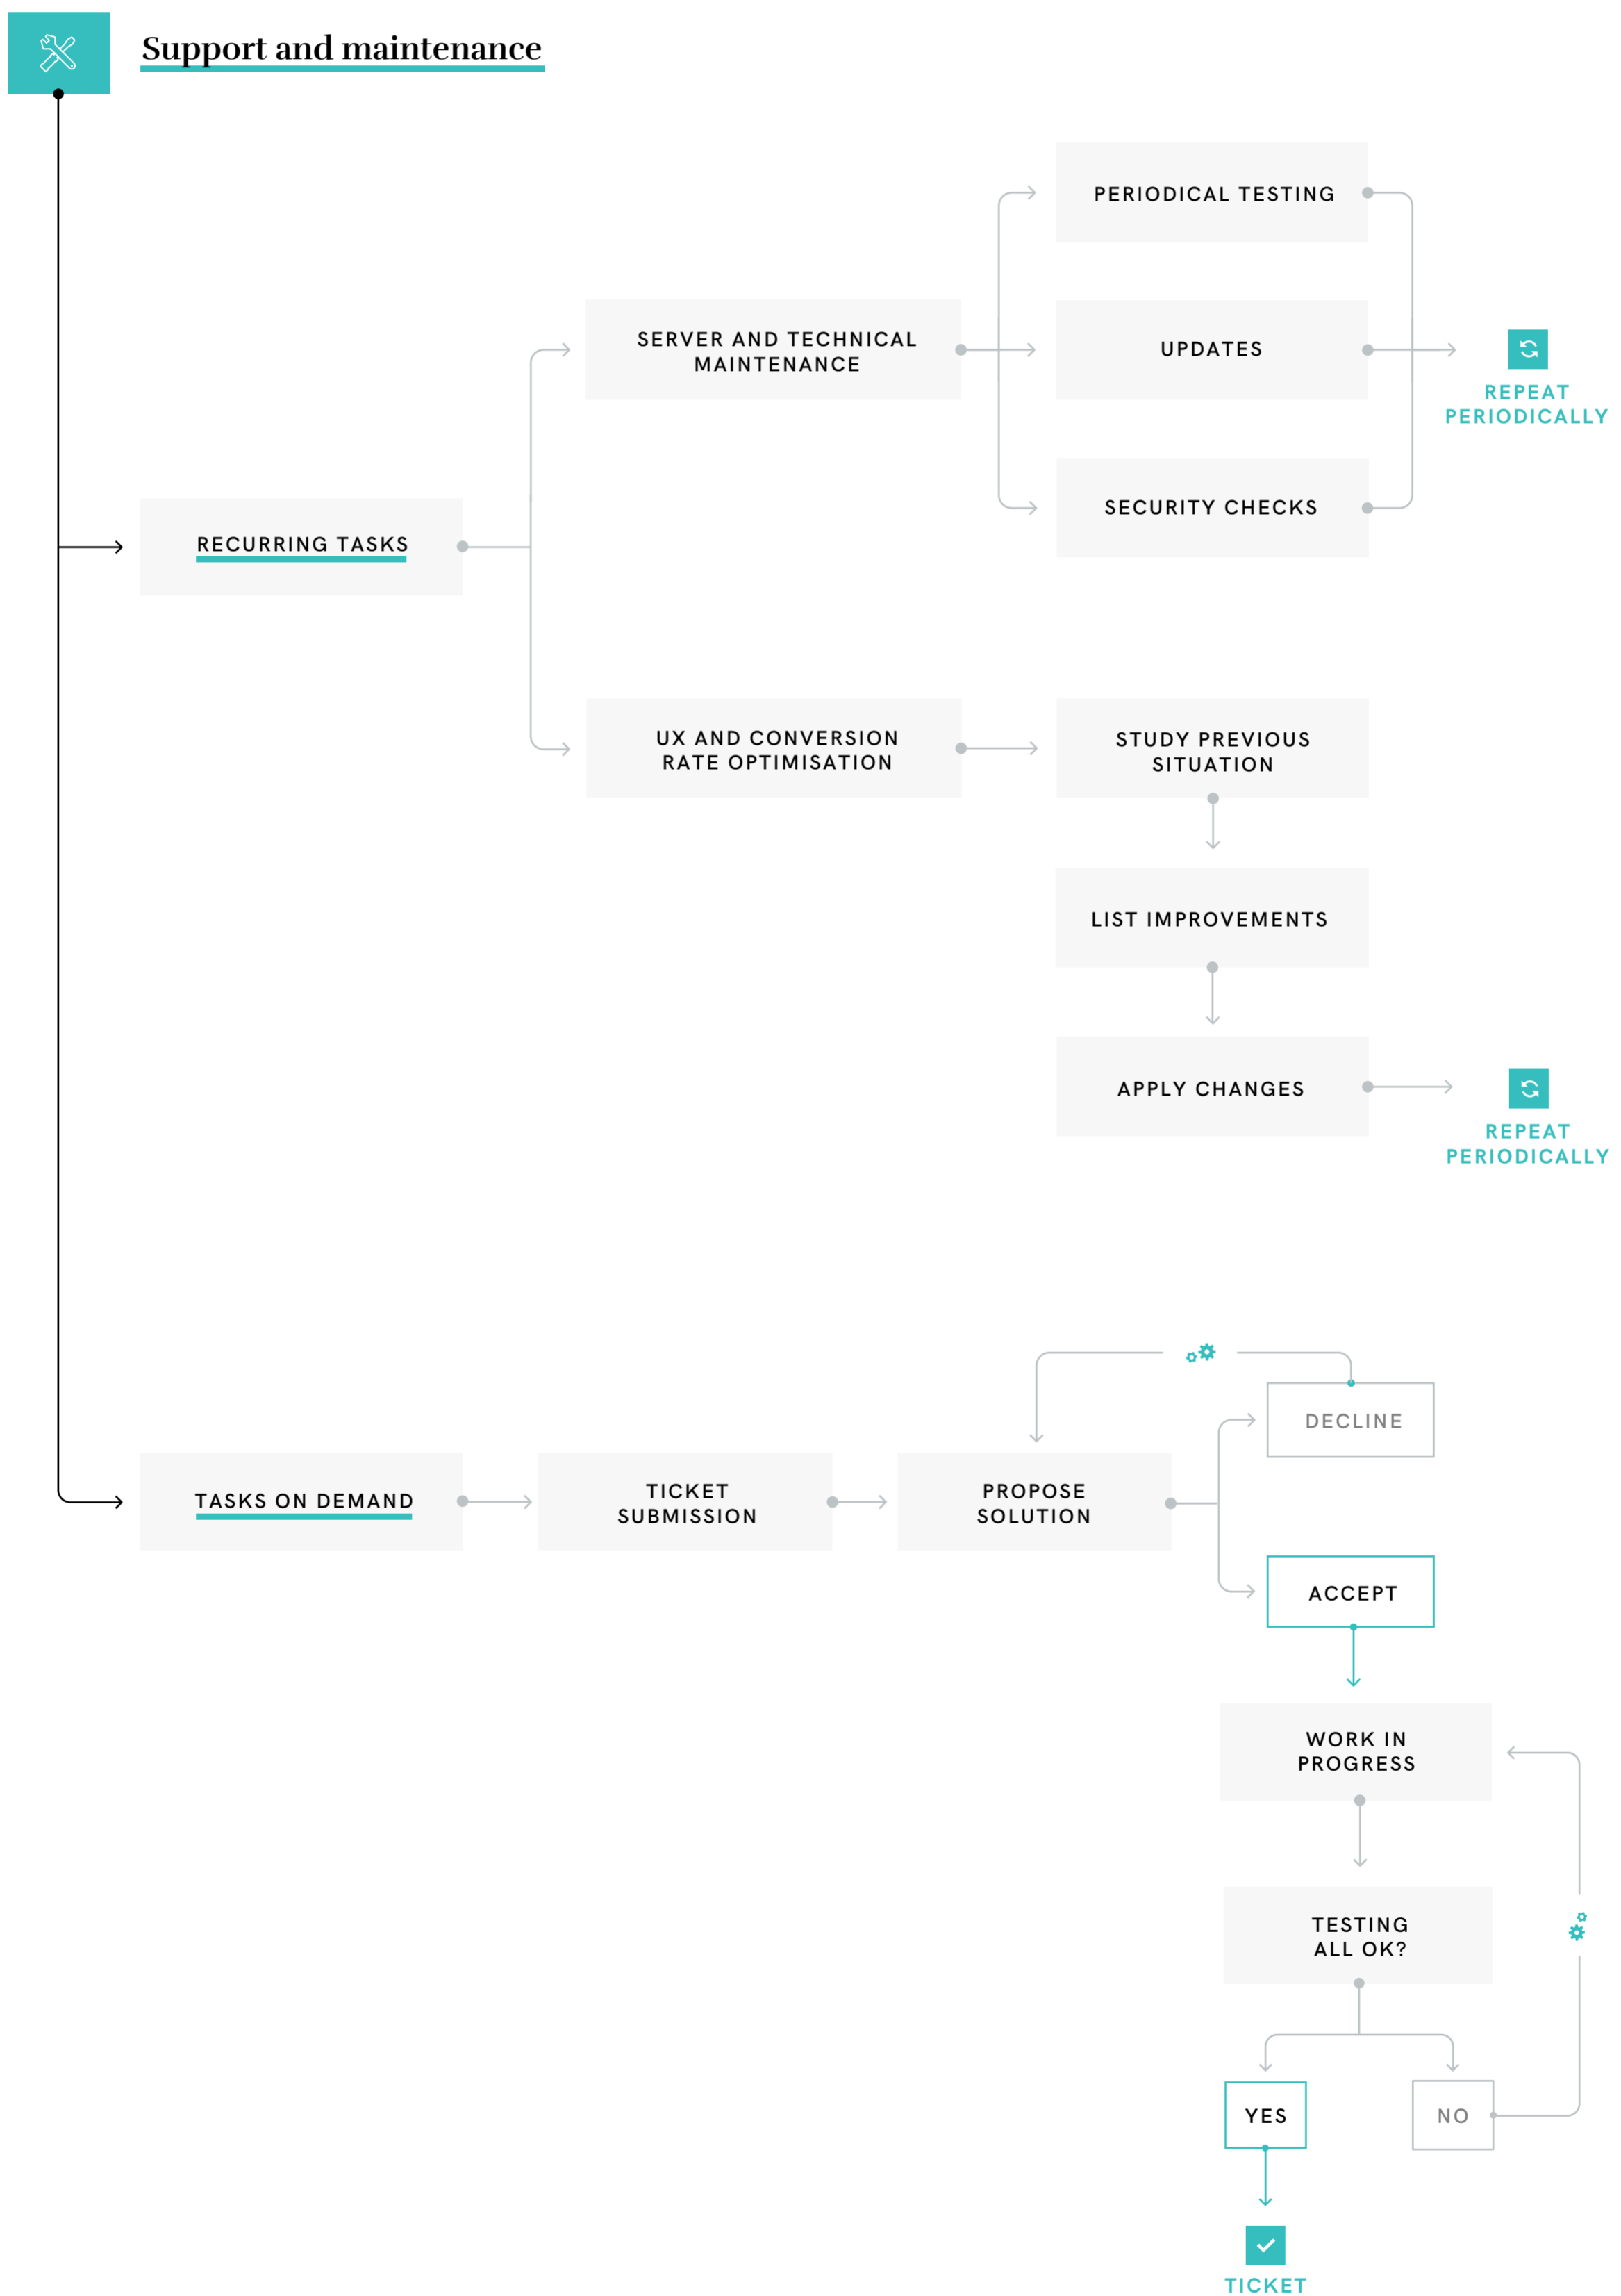 Support and maintenance
PERIODICAL TESTING
SERVER AND TECHNICAL
MAINTENANCE
UPDATES
REPEAT
PERIODICALLY
SECURITY CHECKS
RECURRING TASKS
UX AND CONVERSION
RATE OPTIMISATION
STUDY PREVIOUS
SITUATION
LIST IMPROVEMENTS
APPLY CHANGES
REPEAT
PERIODICALLY
DECLINE
TASKS ON DEMAND
TICKET
SUBMISSION
PROPOSE
SOLUTION
ACCEPT
WORK IN
PROGRESS
TESTING
ALL OK?
YES
NO
TICKET